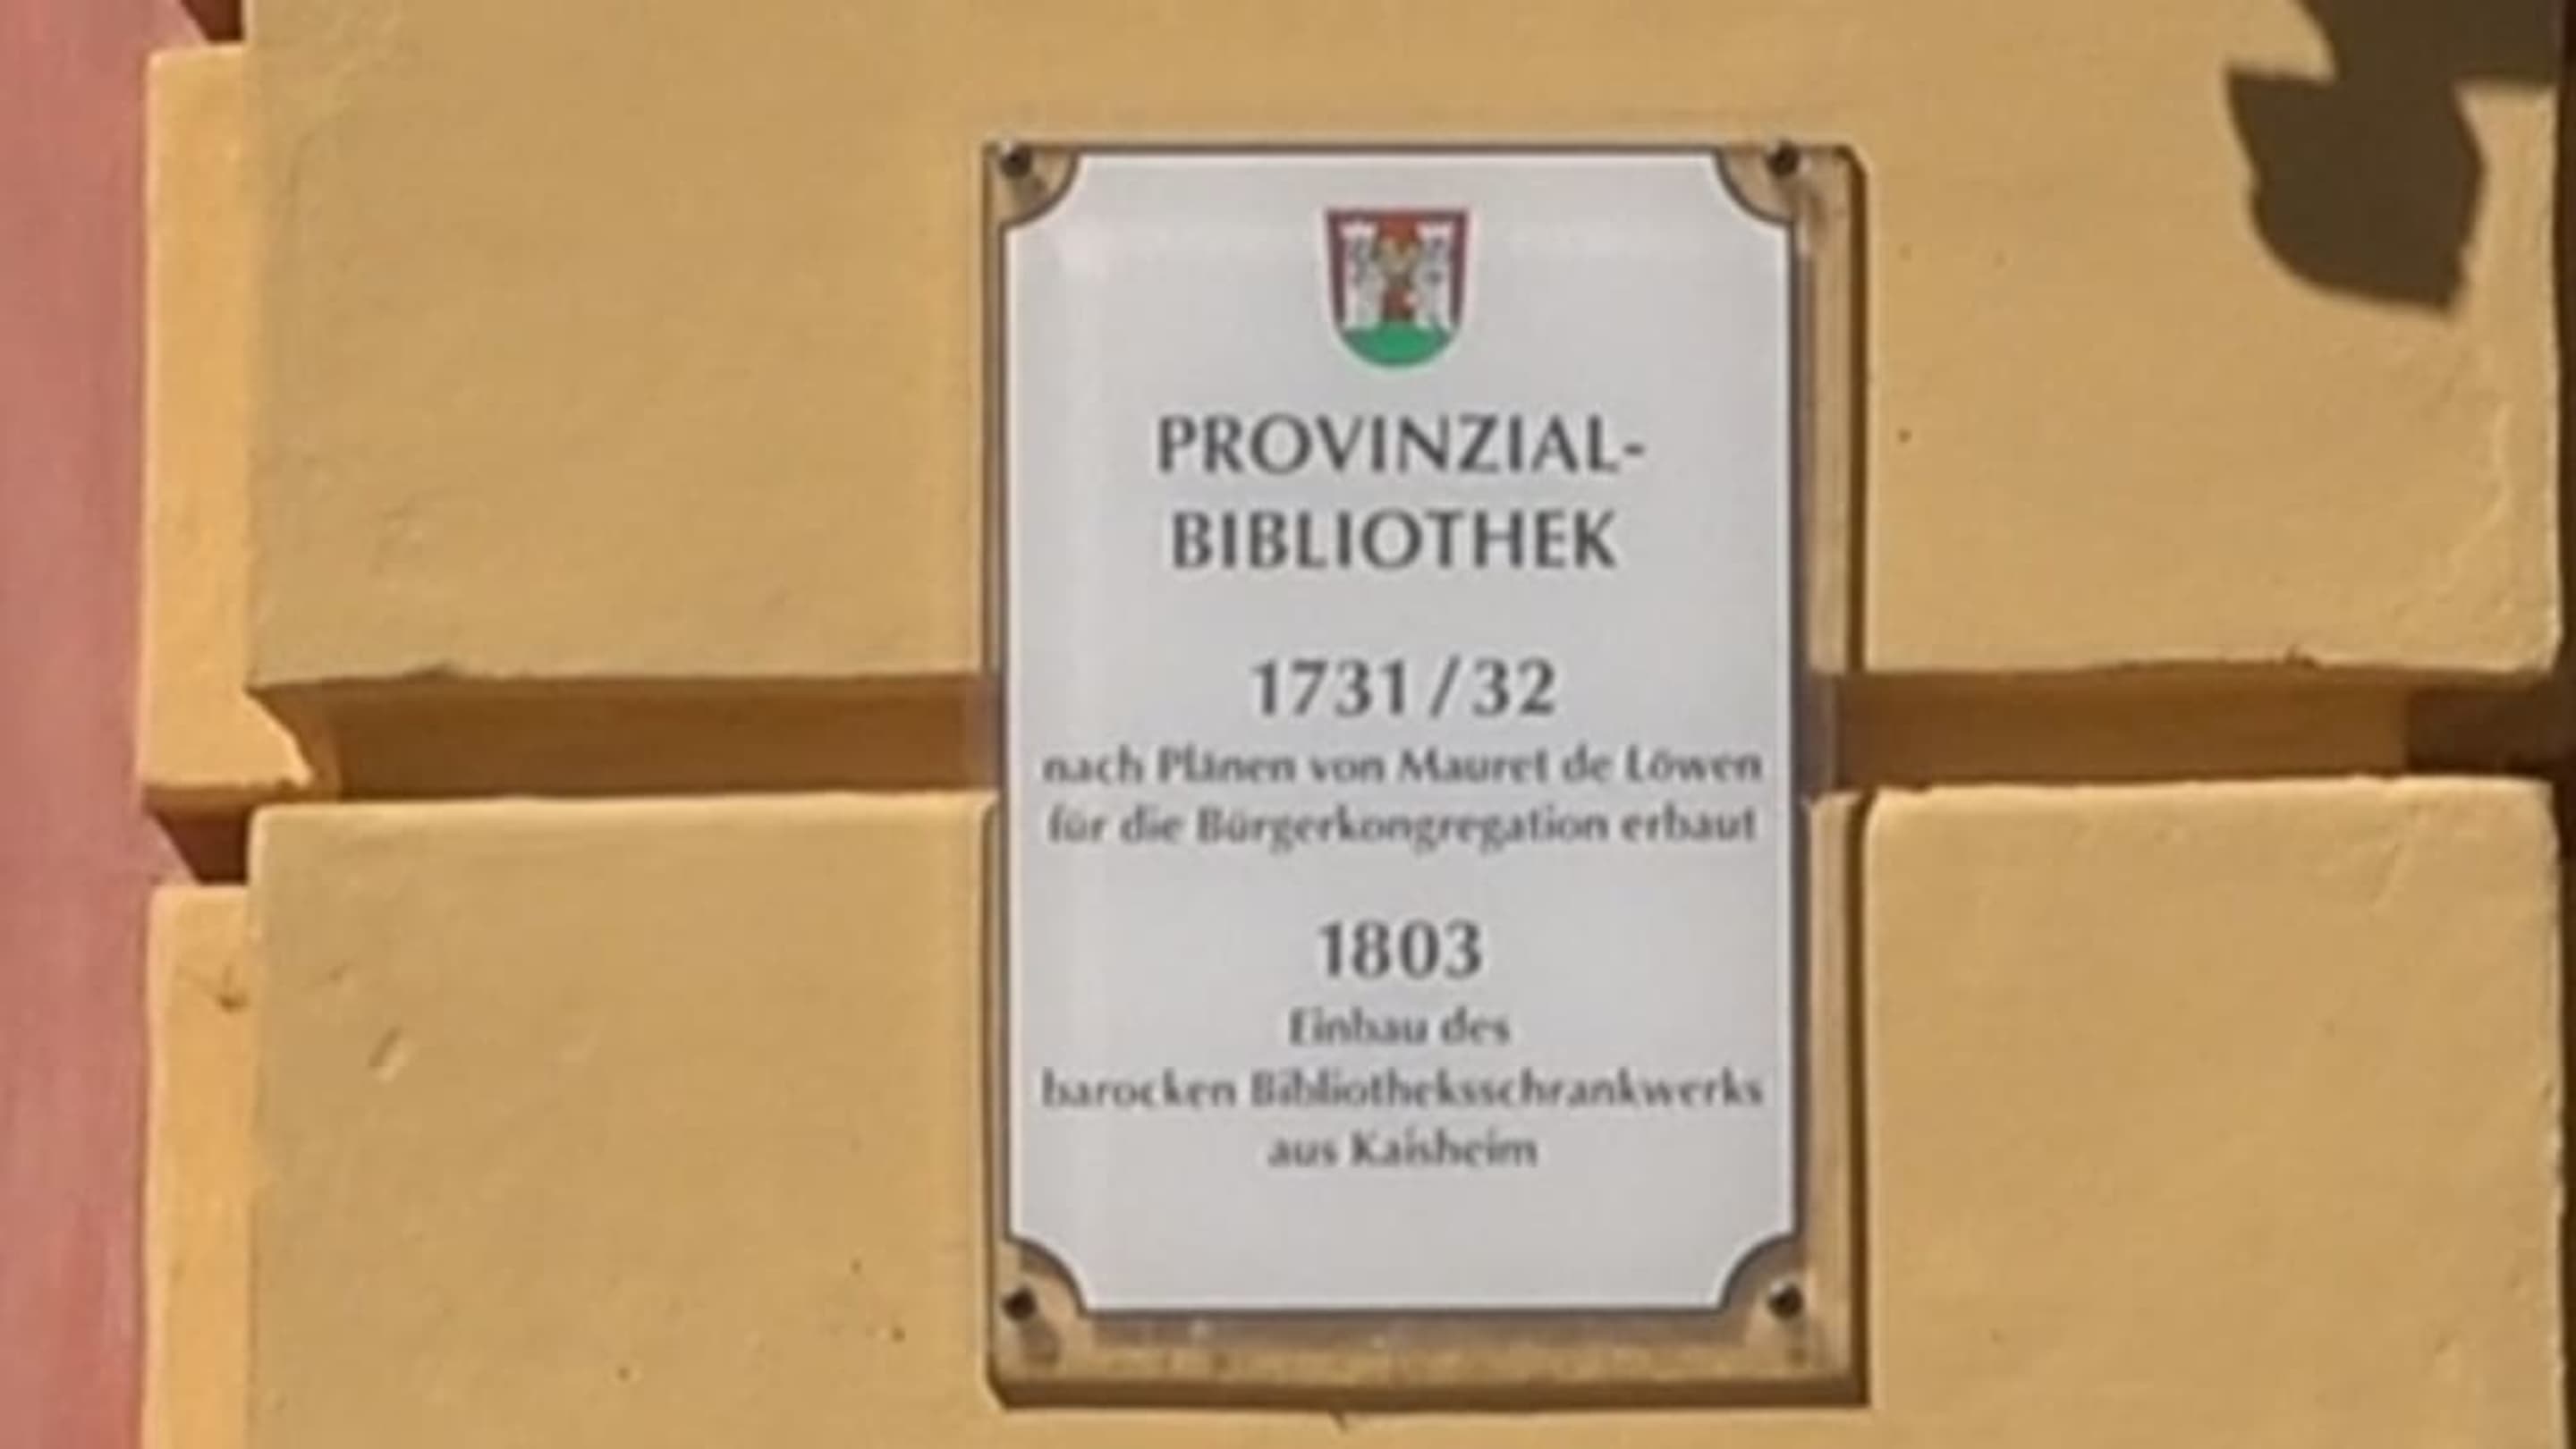 PROVINZIAL-
BIBLIOTHEK
1731/32
nach Plänen von Mauret de Löwen
für die Bürgerkongregation erbaut
1803
Einbau des
barocken Bibliotheksschrankwerks
aus Kaisheim